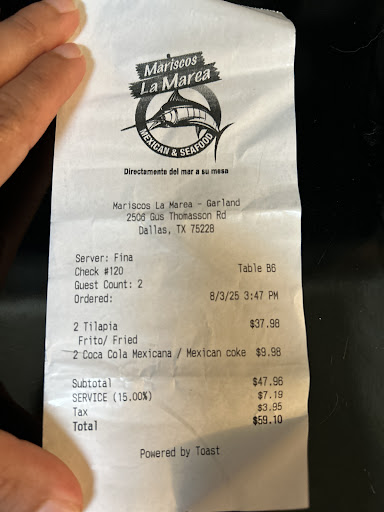 Mariscos
La Marea
MEXICAN & SEAFOOD
Directamente del mar a su mesa
Mariscos La Marea - Garland
2506 Gus Thomasson Rd
Dallas, TX 75228
Server: Fina
Check #120 Table B6
Guest Count: 2
Ordered: 8/3/25 3:47 PM
2 Tilapia $37.98
Frito/ Fried
2 Coca Cola Mexicana / Mexican coke $9.98
Subtotal $47.96
SERVICE (15.00%) $7.19
Tax $3.95
Total $59.10
Powered by Toast